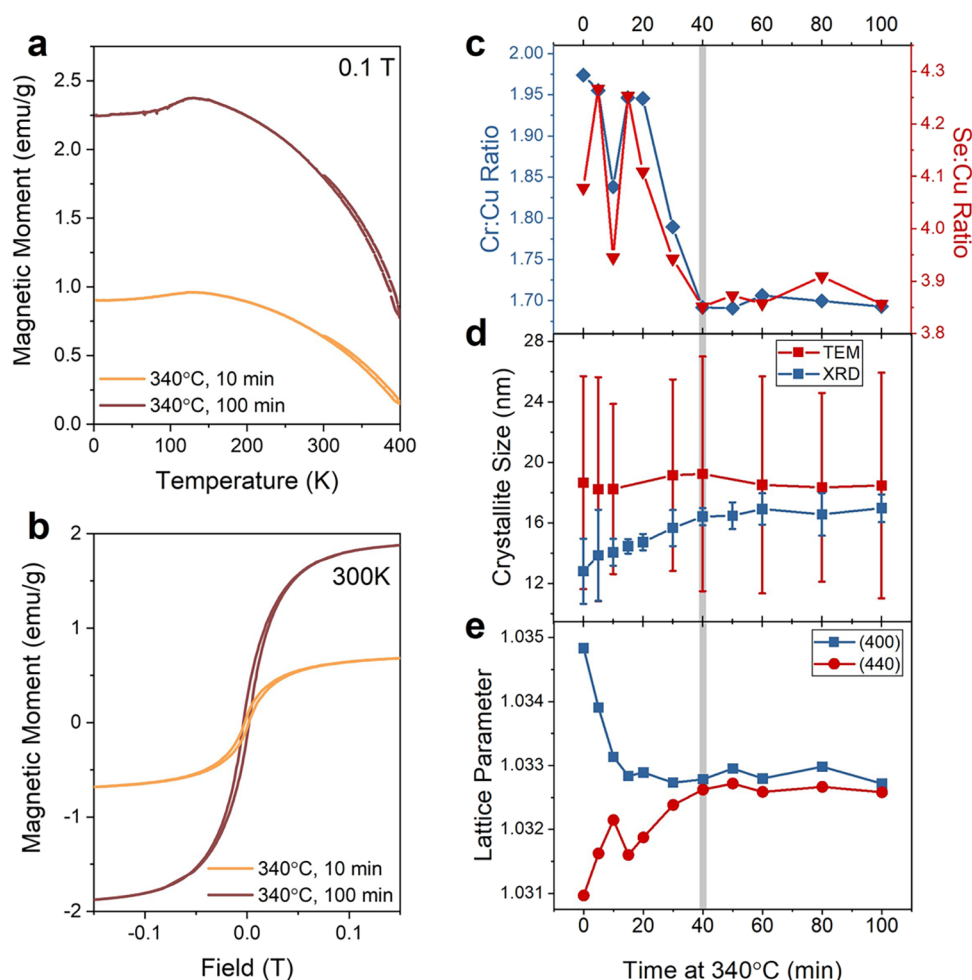 a
0.1 T
2.5
2.0
1.5
1.0
0.5
0.0
Magnetic Moment (emu/g)
340°C, 10 min
340°C, 100 min
0 100 200 300 400
Temperature (K)
b
300K
2
1
0
-1
-2
Magnetic Moment (emu/g)
340°C, 10 min
340°C, 100 min
-0.1 0.0 0.1
Field (T)
c
0 20 40 60 80 100
2.00
1.95
1.90
1.85
1.80
1.75
1.70
Cr:Cu Ratio
4.3
4.2
4.1
4.0
3.9
3.8
Se:Cu Ratio
d
28
24
20
16
12
Crystallite Size (nm)
TEM
XRD
e
1.035
1.034
1.033
1.032
1.031
Lattice Parameter
(400)
(440)
0 20 40 60 80 100
Time at 340°C (min)